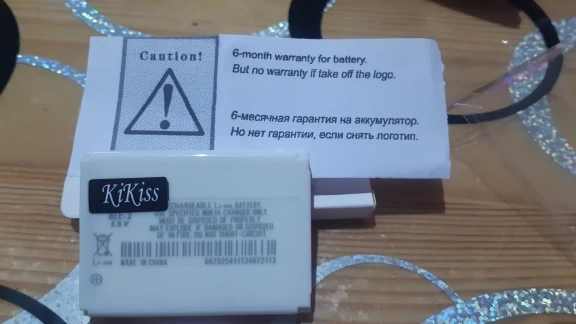 Caution!
6-month warranty for battery.
But no warranty if take off the logo.
6-месячная гарантия на аккумулятор.
Но нет гарантии, если снять логотип.
KiKiss
RECHARGEABLE Li-ion BATTERY.
USE SPECIFIED NOKIA CHARGER ONLY.
MUST BE DISPOSED OF PROPERLY.
MAY EXPLODE IF DAMAGED OR DISPOSED
OF IN FIRE. DO NOT SHORT-CIRCUIT.
BLC-2
3.6 V
Li-ion
MADE IN CHINA